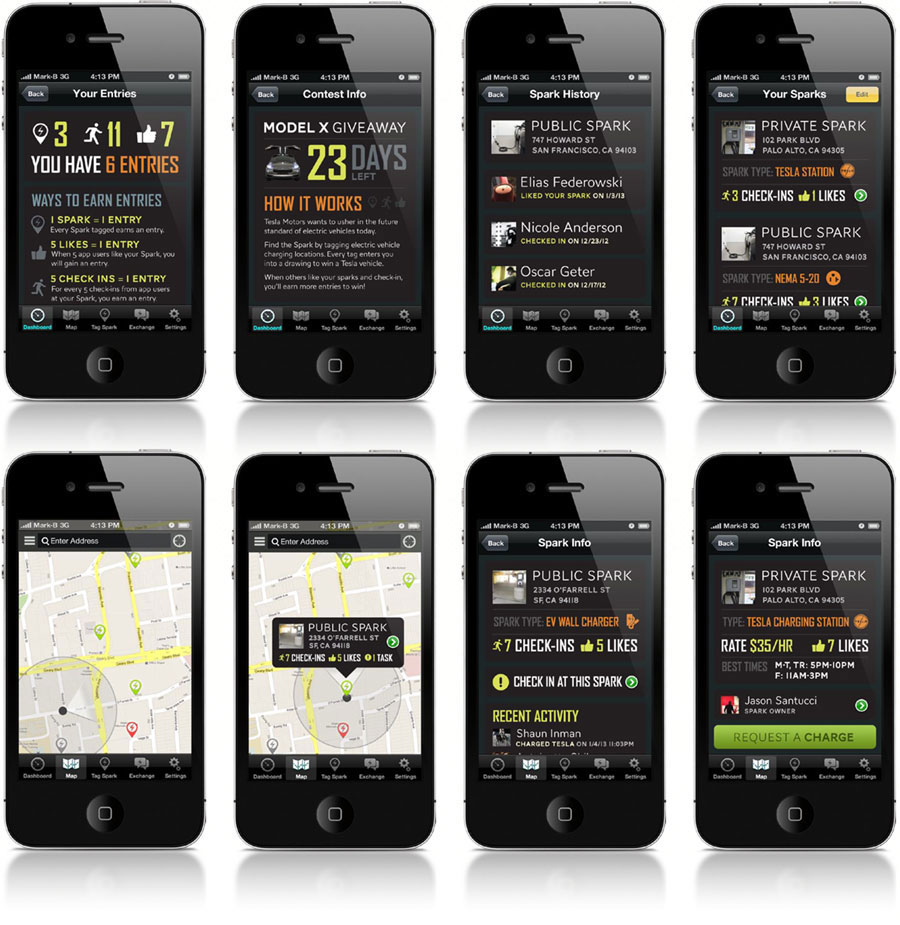 Mark-B 3G 4:13 PM
Back Your Entries
3 11 7
YOU HAVE 6 ENTRIES
WAYS TO EARN ENTRIES
1 SPARK = 1 ENTRY
Every Spark tagged earns an entry.
5 LIKES = 1 ENTRY
When 5 app users like your Spark, you
will gain an entry.
5 CHECK INS = 1 ENTRY
For every 5 check-ins from app users
at your Spark, you earn an entry.
Dashboard Map Tag Spark Exchange Settings
Mark-B 3G 4:13 PM
Back Contest Info
MODEL X GIVEAWAY
23 DAYS
LEFT
HOW IT WORKS
Tesla Motors wants to usher in the future
standard of electric vehicles today.
Find the Spark by tagging electric vehicle
charging locations. Every tag enters you
into a drawing to win a Tesla vehicle.
When others like your sparks and check-in,
you'll earn more entries to win!
Dashboard Map Tag Spark Exchange Settings
Mark-B 3G 4:13 PM
Back Spark History
PUBLIC SPARK
747 HOWARD ST
SAN FRANCISCO, CA 94103
Elias Federowski
LIKED YOUR SPARK ON 1/3/13
Nicole Anderson
CHECKED IN ON 12/23/12
Oscar Geter
CHECKED IN ON 12/17/12
Dashboard Map Tag Spark Exchange Settings
Mark-B 3G 4:13 PM
Back Your Sparks Edit
PRIVATE SPARK
102 PARK BLVD
PALO ALTO, CA 94305
SPARK TYPE: TESLA STATION
3 CHECK-INS 1 LIKES
PUBLIC SPARK
747 HOWARD ST
SAN FRANCISCO, CA 94103
SPARK TYPE: NEMA 5-20
7 CHECK-INS 3 LIKES
Dashboard Map Tag Spark Exchange Settings
Mark-B 3G 4:13 PM
Enter Address
Geary Blvd
Dashboard Map Tag Spark Exchange Settings
Mark-B 3G 4:13 PM
Enter Address
PUBLIC SPARK
2334 O'FARRELL ST
SF, CA 94118
7 CHECK-INS 5 LIKES 1 TASK
Dashboard Map Tag Spark Exchange Settings
Mark-B 3G 4:13 PM
Back Spark Info
PUBLIC SPARK
2334 O'FARRELL ST
SF, CA 94118
SPARK TYPE: EV WALL CHARGER
7 CHECK-INS 5 LIKES
CHECK IN AT THIS SPARK
RECENT ACTIVITY
Shaun Inman
CHARGED TESLA ON 1/4/13 11:03PM
Dashboard Map Tag Spark Exchange Settings
Mark-B 3G 4:13 PM
Back Spark Info
PRIVATE SPARK
102 PARK BLVD
PALO ALTO, CA 94305
TYPE: TESLA CHARGING STATION
RATE $35/HR 7 LIKES
BEST TIMES M-T, TR: 5PM-10PM
F: 11AM-3PM
Jason Santucci
SPARK OWNER
REQUEST A CHARGE
Dashboard Map Tag Spark Exchange Settings